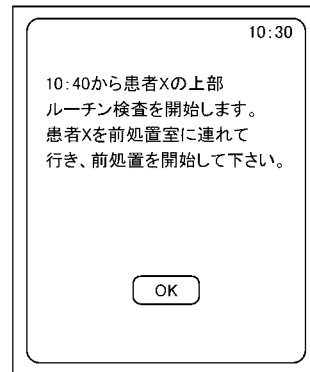 10:30
10:40から患者Xの上部
ルーチン検査を開始します。
患者Xを前処置室に連れて
行き、前処置を開始して下さい。
OK